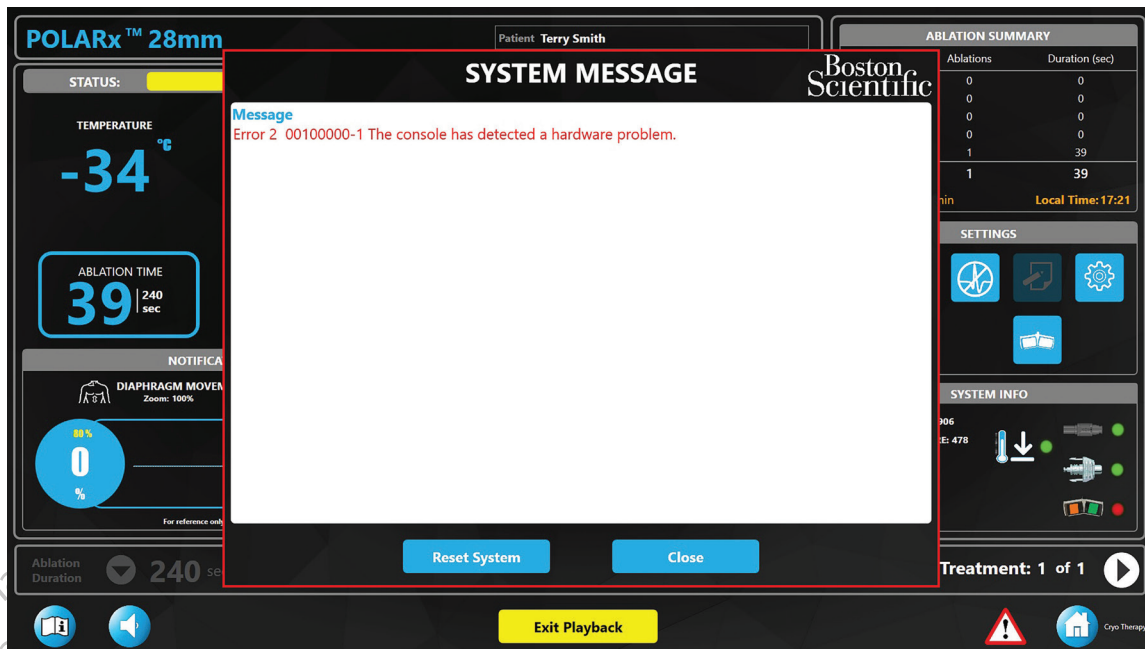 POLARx™ 28mm
Patient Terry Smith
ABLATION SUMMARY
Ablations Duration (sec)
0 0
0 0
0 0
0 0
1 39
1 39
Local Time: 17:21
STATUS:
TEMPERATURE
-34 °C
ABLATION TIME
39 240 sec
SYSTEM MESSAGE
Boston Scientific
Message
Error 2 00100000-1 The console has detected a hardware problem.
Reset System
Close
SETTINGS
NOTIFICA
DIAPHRAGM MOVEM
Zoom: 100%
80 %
0
%
For reference only
SYSTEM INFO
906
E: 478
Ablation
Duration
240 se
Treatment: 1 of 1
Exit Playback
Cryo Therapy